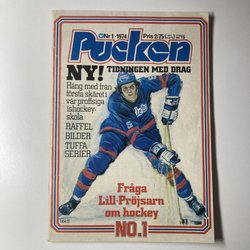 Nr 1 · 1974 Pris 2:75
Pucken
NY! TIDNINGEN MED DRAG
Häng med från
första skäret i
vår proffsiga
ishockey-
skola
RAFFEL
BILDER
TUFFA
SERIER
Fråga
Lill-Pröjsarn
om hockey
NO.1